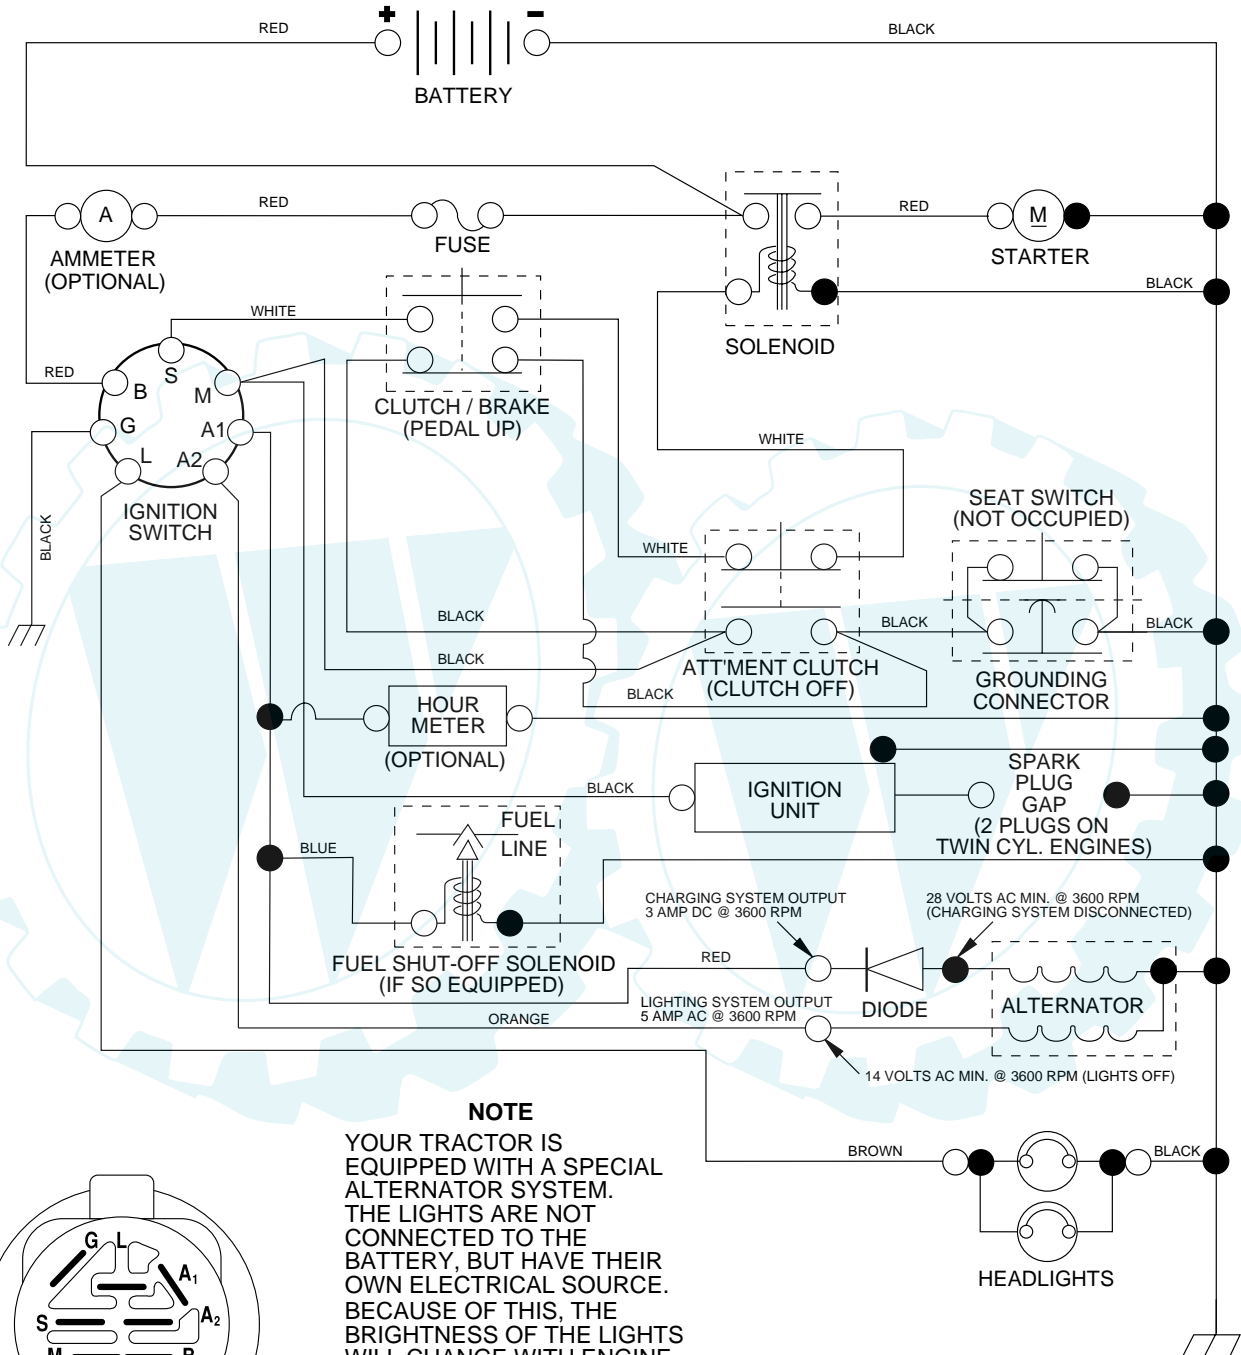 + -
RED
BLACK
BATTERY
A
RED
FUSE
RED
M
STARTER
AMMETER
(OPTIONAL)
BLACK
WHITE
SOLENOID
RED
S
B
M
G
A1
L
A2
CLUTCH / BRAKE
(PEDAL UP)
WHITE
IGNITION
SWITCH
SEAT SWITCH
(NOT OCCUPIED)
BLACK
WHITE
BLACK
BLACK
BLACK
BLACK
ATT'MENT CLUTCH
(CLUTCH OFF)
GROUNDING
CONNECTOR
BLACK
HOUR
METER
(OPTIONAL)
SPARK
PLUG
GAP
(2 PLUGS ON
TWIN CYL. ENGINES)
BLACK
IGNITION
UNIT
FUEL
LINE
BLUE
CHARGING SYSTEM OUTPUT
3 AMP DC @ 3600 RPM
28 VOLTS AC MIN. @ 3600 RPM
(CHARGING SYSTEM DISCONNECTED)
FUEL SHUT-OFF SOLENOID
(IF SO EQUIPPED)
RED
DIODE
ALTERNATOR
LIGHTING SYSTEM OUTPUT
5 AMP AC @ 3600 RPM
ORANGE
14 VOLTS AC MIN. @ 3600 RPM (LIGHTS OFF)
NOTE
YOUR TRACTOR IS
EQUIPPED WITH A SPECIAL
ALTERNATOR SYSTEM.
THE LIGHTS ARE NOT
CONNECTED TO THE
BATTERY, BUT HAVE THEIR
OWN ELECTRICAL SOURCE.
BECAUSE OF THIS, THE
BRIGHTNESS OF THE LIGHTS
WILL CHANGE WITH ENGINE
BROWN
BLACK
HEADLIGHTS
G L
A1
S
A2
M
B